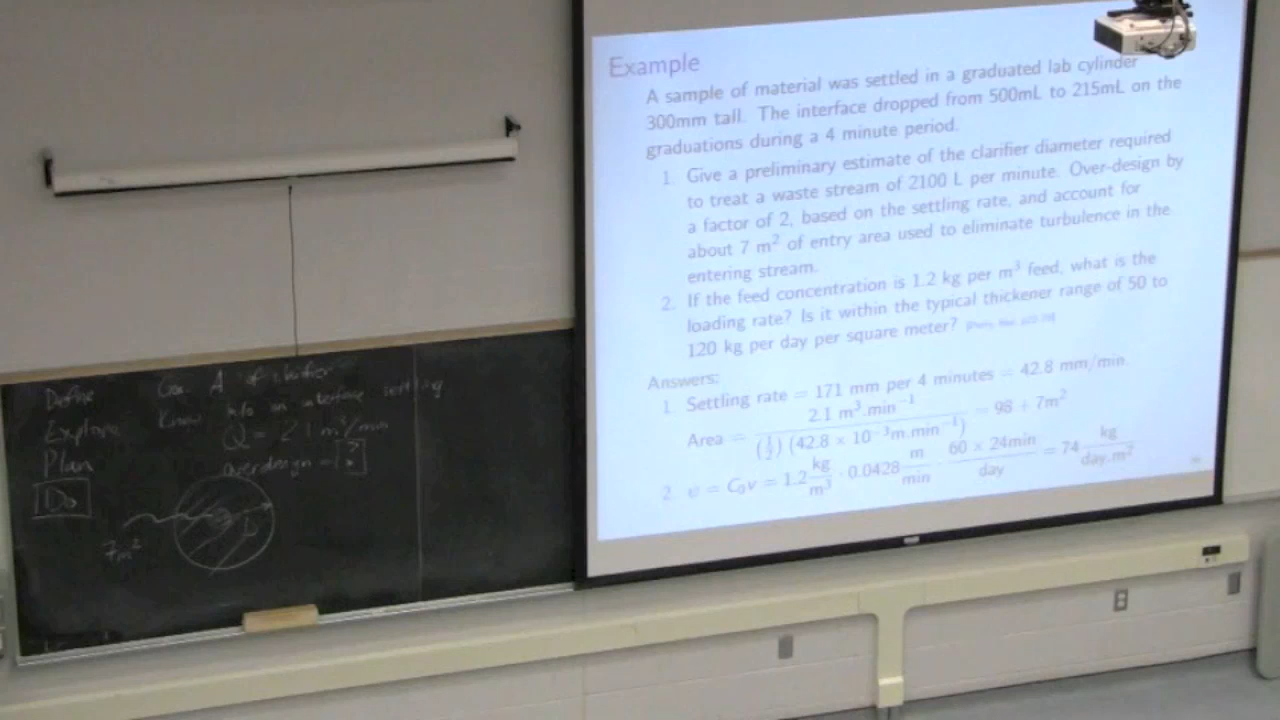 Example
A sample of material was settled in a graduated lab cylinder
300mm tall. The interface dropped from 500mL to 215mL on the
graduations during a 4 minute period.
1. Give a preliminary estimate of the clarifier diameter required
to treat a waste stream of 2100 L per minute. Over-design by
a factor of 2, based on the settling rate, and account for
about 7 m² of entry area used to eliminate turbulence in the
entering stream.
2. If the feed concentration is 1.2 kg per m³ feed, what is the
loading rate? Is it within the typical thickener range of 50 to
120 kg per day per square meter?
Answers:
1. Settling rate = 171 mm per 4 minutes = 42.8 mm/min.
Area = 2.1 m³.min⁻¹ / (1/2) (42.8 × 10⁻³m.min⁻¹) = 98 + 7m²
2. ψ = C₀v = 1.2 kg/m³ · 0.0428 m/min · 60 × 24min/day = 74 kg/day.m²
Define
Explore
Plan
Do
A of clarifier
Know info on interface settling
Q = 2.1 m³/min
overdesign = ?
D
7m²